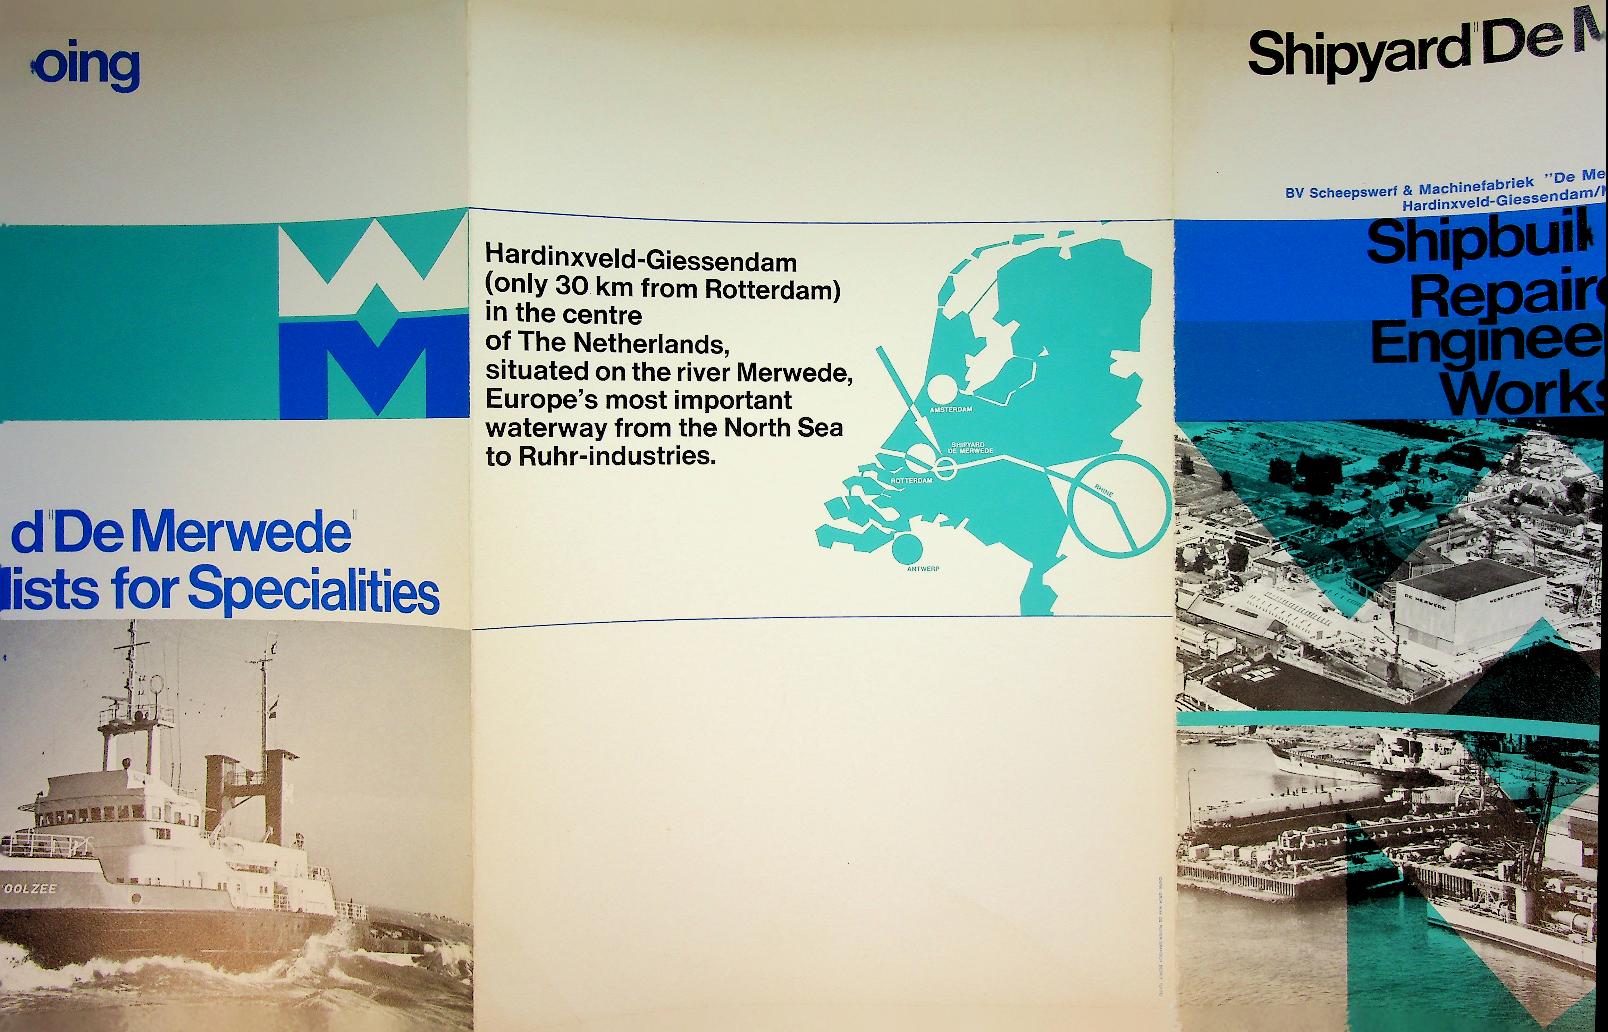 oing
d "De Merwede"
lists for Specialities
OOLZEE
Hardinxveld-Giessendam
(only 30 km from Rotterdam)
in the centre
of The Netherlands,
situated on the river Merwede,
Europe's most important
waterway from the North Sea
to Ruhr-industries.
AMSTERDAM
SHIPYARD
DE MERWEDE
ROTTERDAM
RHINE
ANTWERP
Shipyard "De M
BV Scheepswerf & Machinefabriek "De Me
Hardinxveld-Giessendam/
Shipbuil
Repair
Enginee
Works
DE MERWEDE
WERF DE MERWEDE